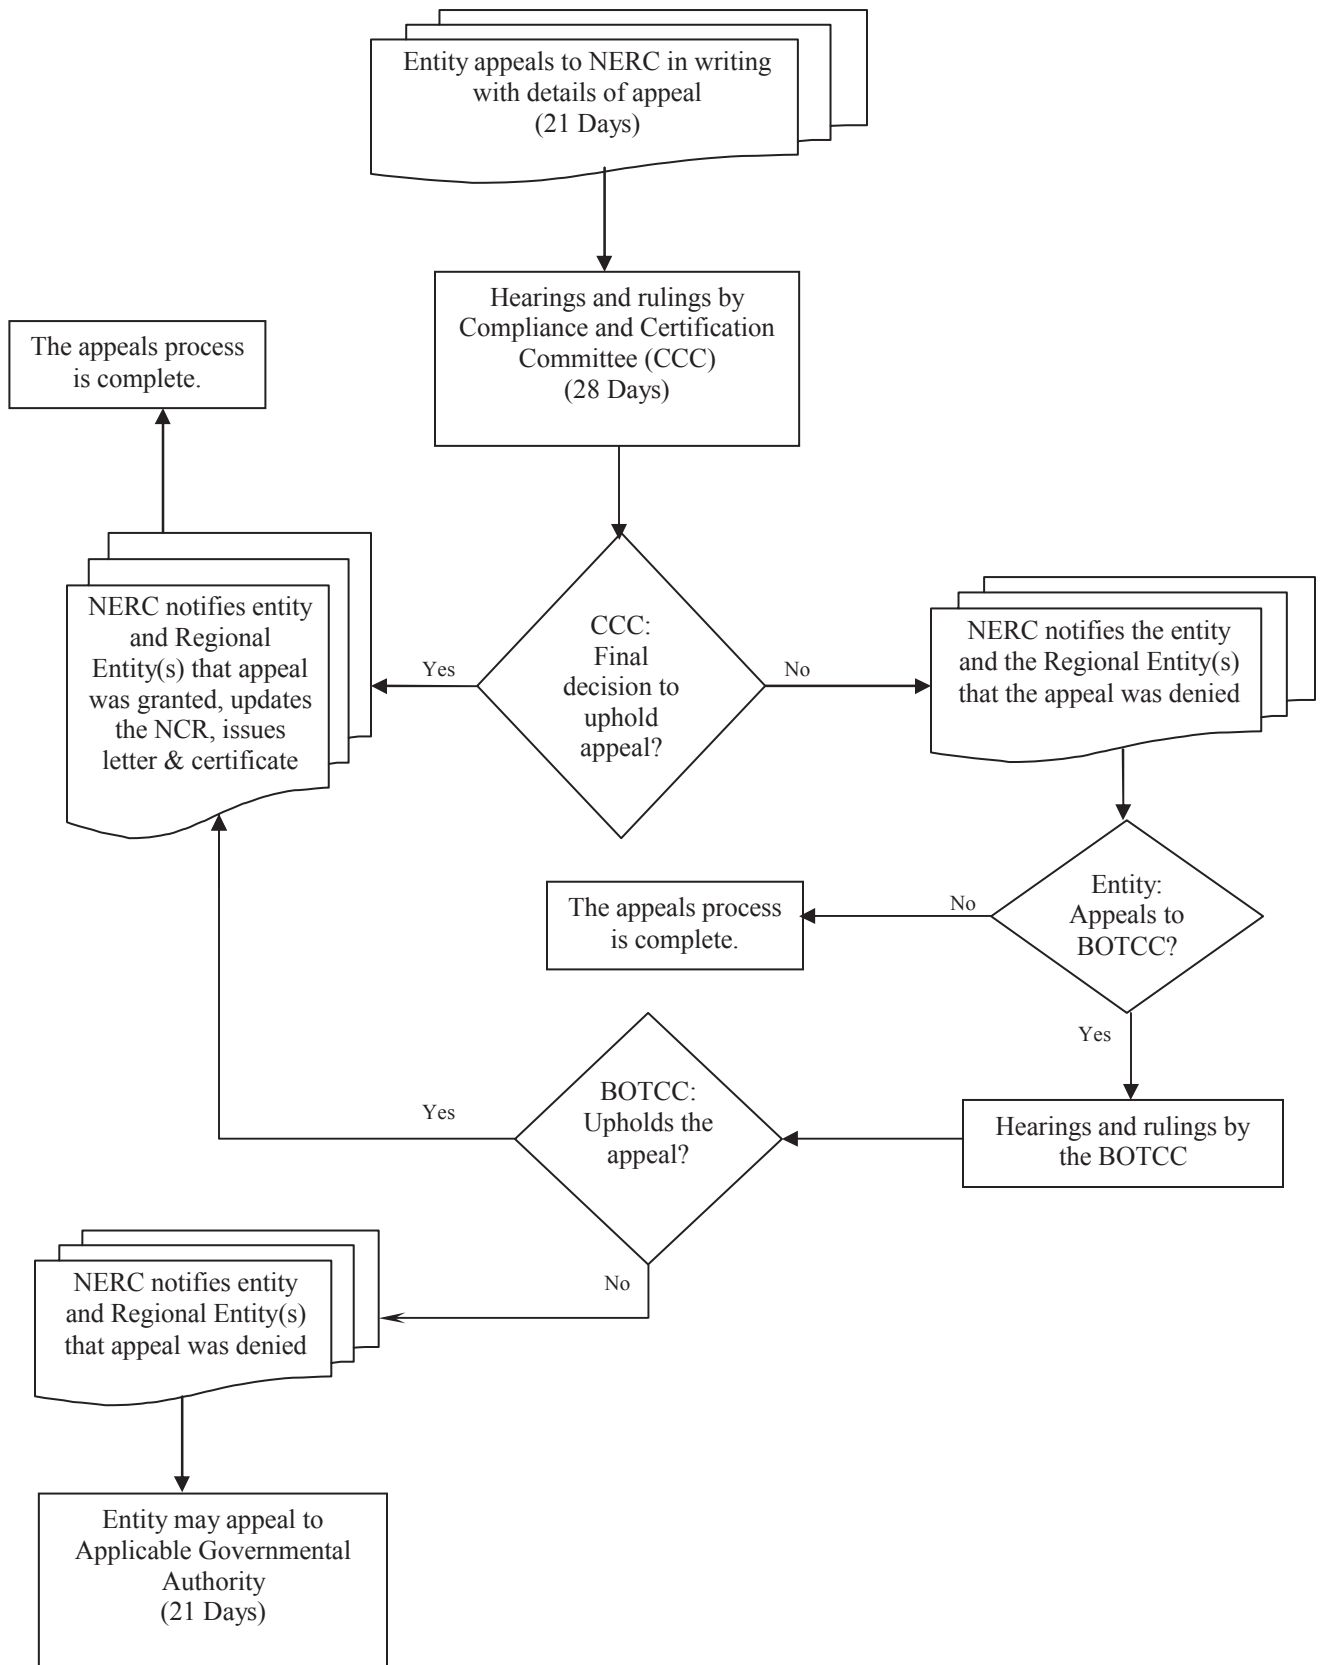 Entity appeals to NERC in writing
with details of appeal
(21 Days)
Hearings and rulings by
Compliance and Certification
Committee (CCC)
(28 Days)
The appeals process
is complete.
NERC notifies entity
and Regional
Entity(s) that appeal
was granted, updates
the NCR, issues
letter & certificate
Yes
CCC:
Final
decision to
uphold
appeal?
No
NERC notifies the entity
and the Regional Entity(s)
that the appeal was denied
The appeals process
is complete.
No
Entity:
Appeals to
BOTCC?
Yes
Yes
BOTCC:
Upholds the
appeal?
Hearings and rulings by
the BOTCC
No
NERC notifies entity
and Regional Entity(s)
that appeal was denied
Entity may appeal to
Applicable Governmental
Authority
(21 Days)